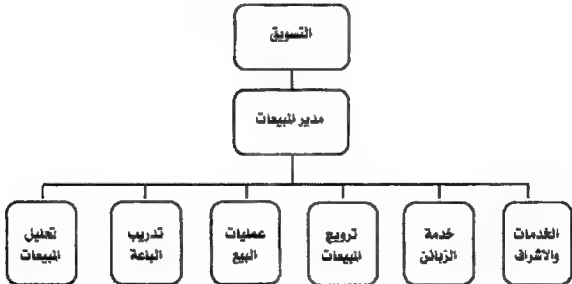 التسويق
مدير المبيعات
الخدمات
والاشراف
خدمة
الزبائن
ترويج
المبيعات
عمليات
البيع
تدريب
الباعة
تحليل
المبيعات